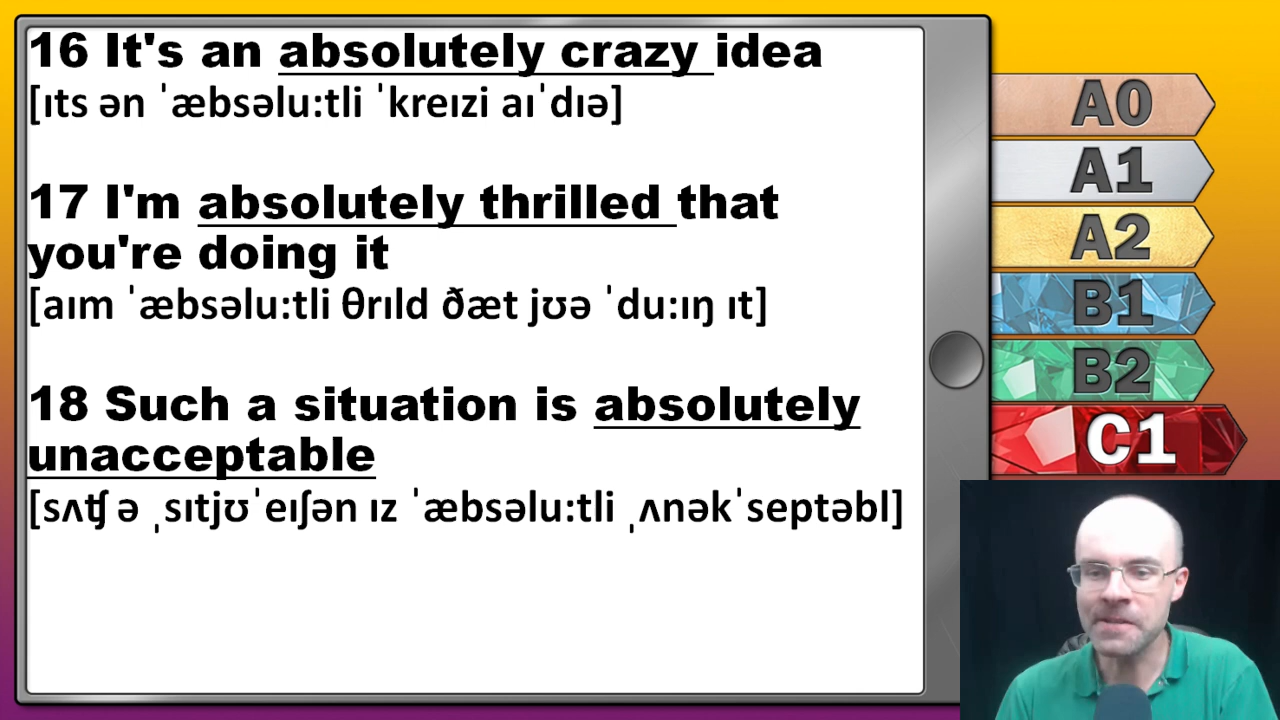 16 It's an absolutely crazy idea
[ɪts ən ˈæbsəlu:tli ˈkreɪzi aɪˈdɪə]
17 I'm absolutely thrilled that
you're doing it
[aɪm ˈæbsəlu:tli θrɪld ðæt jʊə ˈdu:ɪŋ ɪt]
18 Such a situation is absolutely
unacceptable
[sʌʧ ə ˌsɪtjʊˈeɪʃən ɪz ˈæbsəlu:tli ˌʌnəkˈseptəbl]
A0
A1
A2
B1
B2
C1